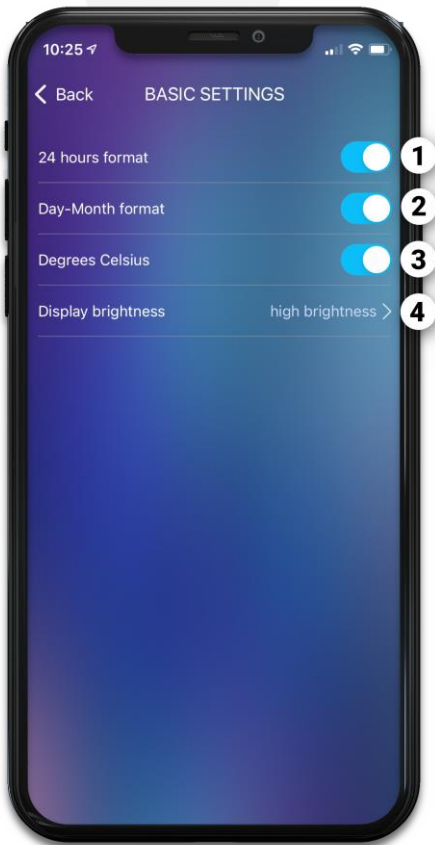 10:25
Back BASIC SETTINGS
24 hours format 1
Day-Month format 2
Degrees Celsius 3
Display brightness high brightness 4